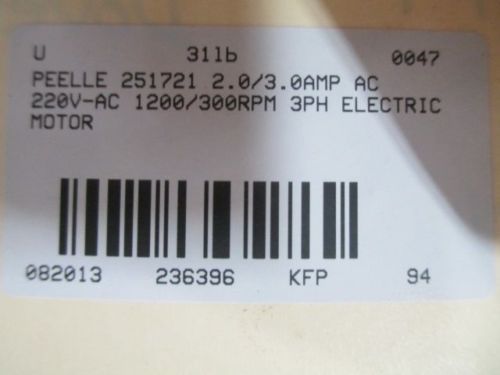 U 31lb 0047
PEELLE 251721 2.0/3.0AMP AC
220V-AC 1200/300RPM 3PH ELECTRIC
MOTOR
082013 236396 KFP 94